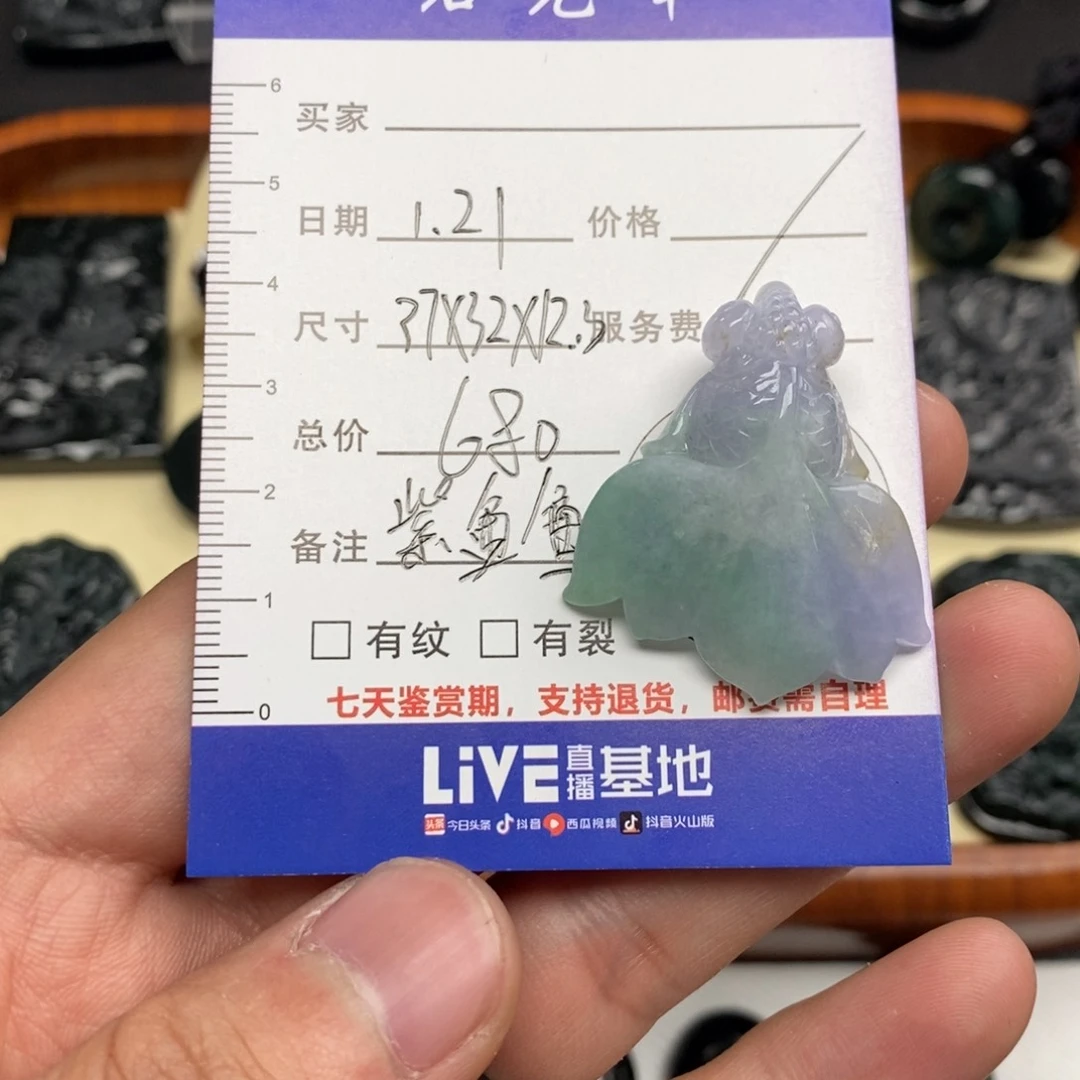 6
买家
5
日期 1.21 价格
4
尺寸 37X32X12.5 服务费
3
总价 680
2
备注 紫鱼
1
□ 有纹 □ 有裂
0
七天鉴赏期，支持退货，邮费需自理
LiVE 直播 基地
头条 今日头条 抖音 西瓜视频 抖音火山版